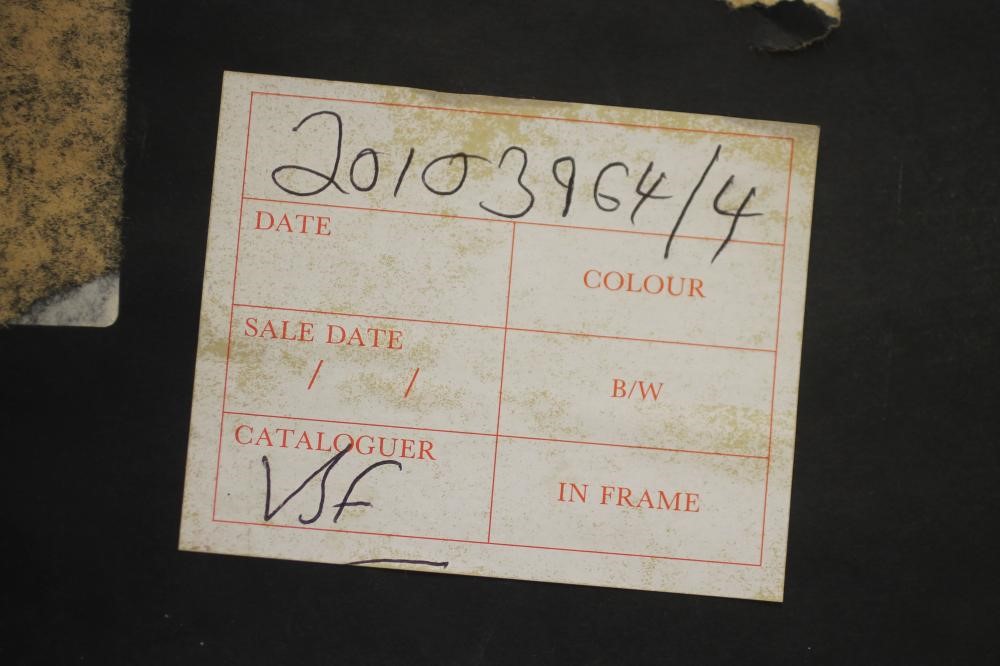 20103964/4
DATE
COLOUR
SALE DATE
/ /
B/W
CATALOGUER
VSF
IN FRAME